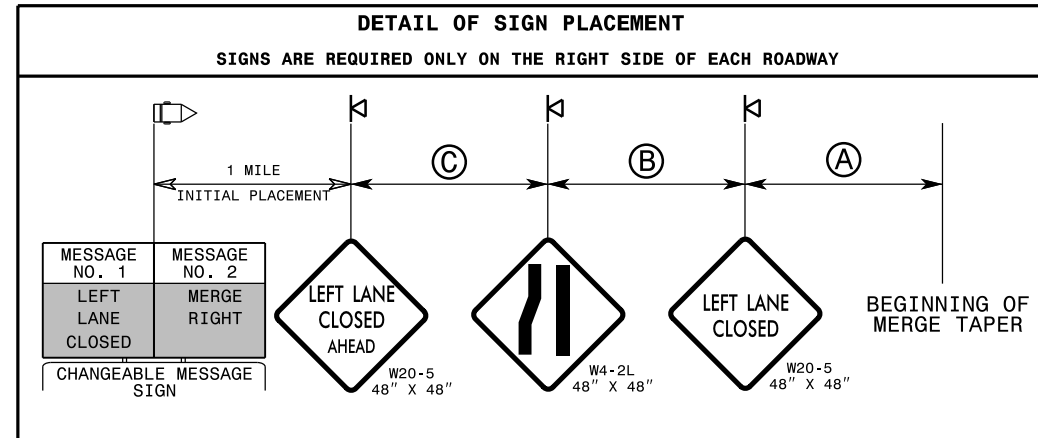 DETAIL OF SIGN PLACEMENT
SIGNS ARE REQUIRED ONLY ON THE RIGHT SIDE OF EACH ROADWAY
1 MILE
INITIAL PLACEMENT
C
B
A
MESSAGE NO. 1
MESSAGE NO. 2
LEFT
LANE
CLOSED
MERGE
RIGHT
CHANGEABLE MESSAGE
SIGN
LEFT LANE
CLOSED
AHEAD
W20-5
48" X 48"
W4-2L
48" X 48"
LEFT LANE
CLOSED
W20-5
48" X 48"
BEGINNING OF
MERGE TAPER